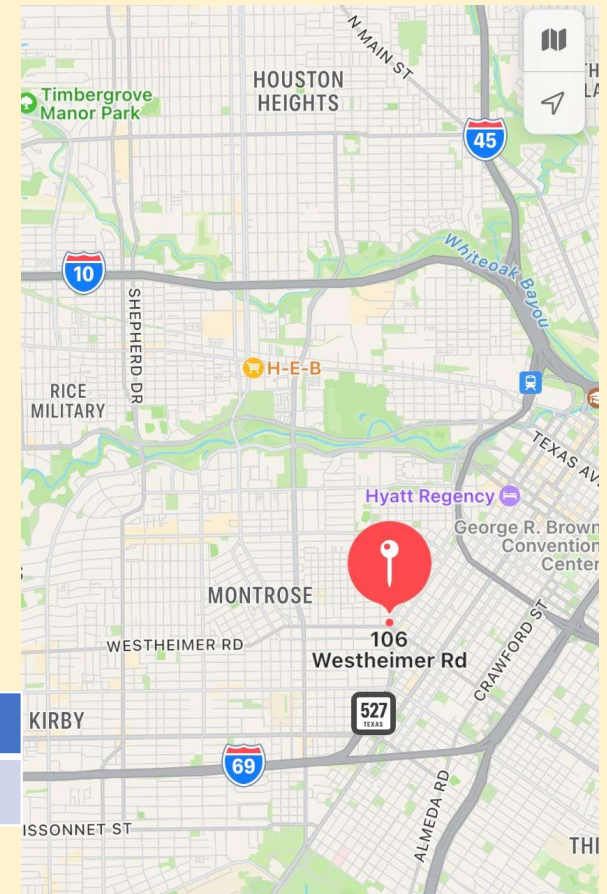 N MAIN ST
HOUSTON
HEIGHTS
Timbergrove
Manor Park
45
Whiteoak Bayou
10
SHEPHERD DR
H-E-B
RICE
MILITARY
TEXAS AV
Hyatt Regency
George R. Brown
Convention
Center
MONTROSE
106
Westheimer Rd
WESTHEIMER RD
CRAWFORD ST
KIRBY
527
TEXAS
69
ISSONNET ST
ALMEDA RD
THI